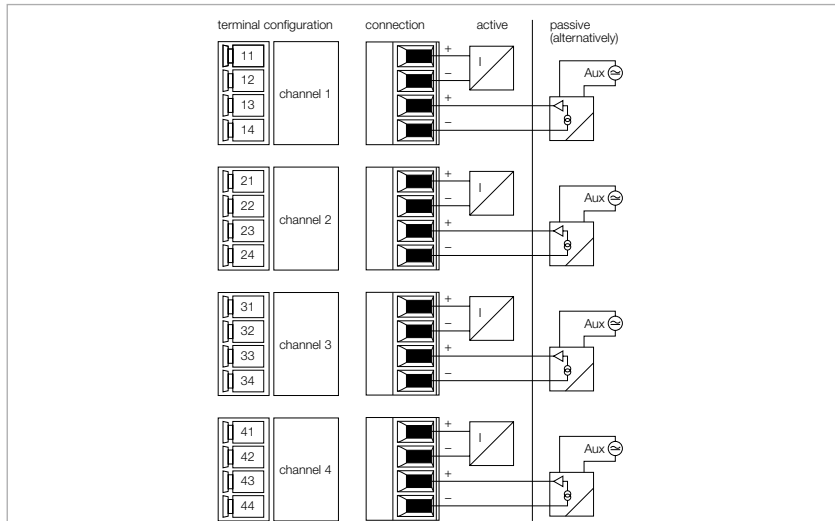 terminal configuration connection active passive
(alternatively)
11 + I
12 channel 1 − Aux
13 +
14 −
21 + I
22 channel 2 − Aux
23 +
24 −
31 + I
32 channel 3 − Aux
33 +
34 −
41 + I
42 channel 4 − Aux
43 +
44 −